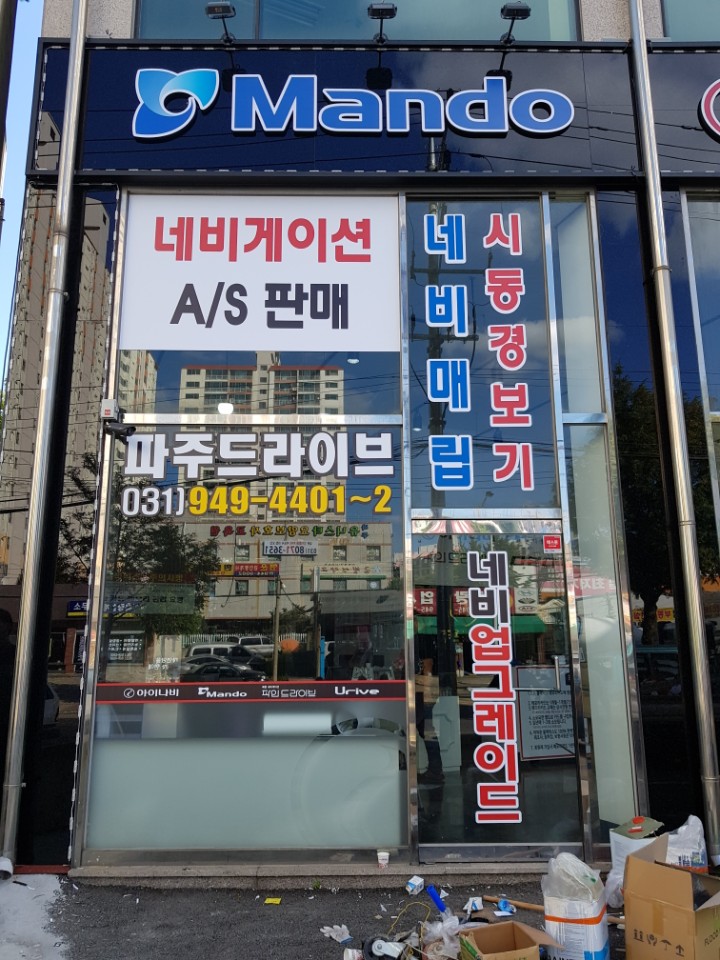 Mando
네비게이션
A/S 판매
네비매립
시동경보기
파주드라이브
031)949-4401~2
네비업그레이드
아이나비
Mando
파인드라이브
Urive